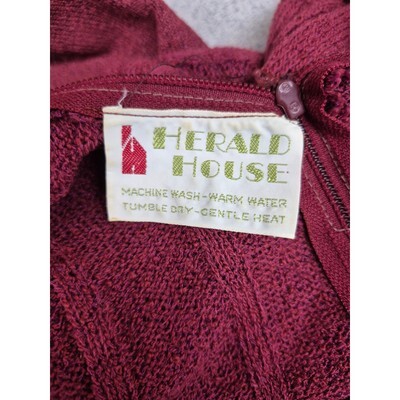 HERALD
HOUSE
MACHINE WASH-WARM WATER
TUMBLE DRY-GENTLE HEAT